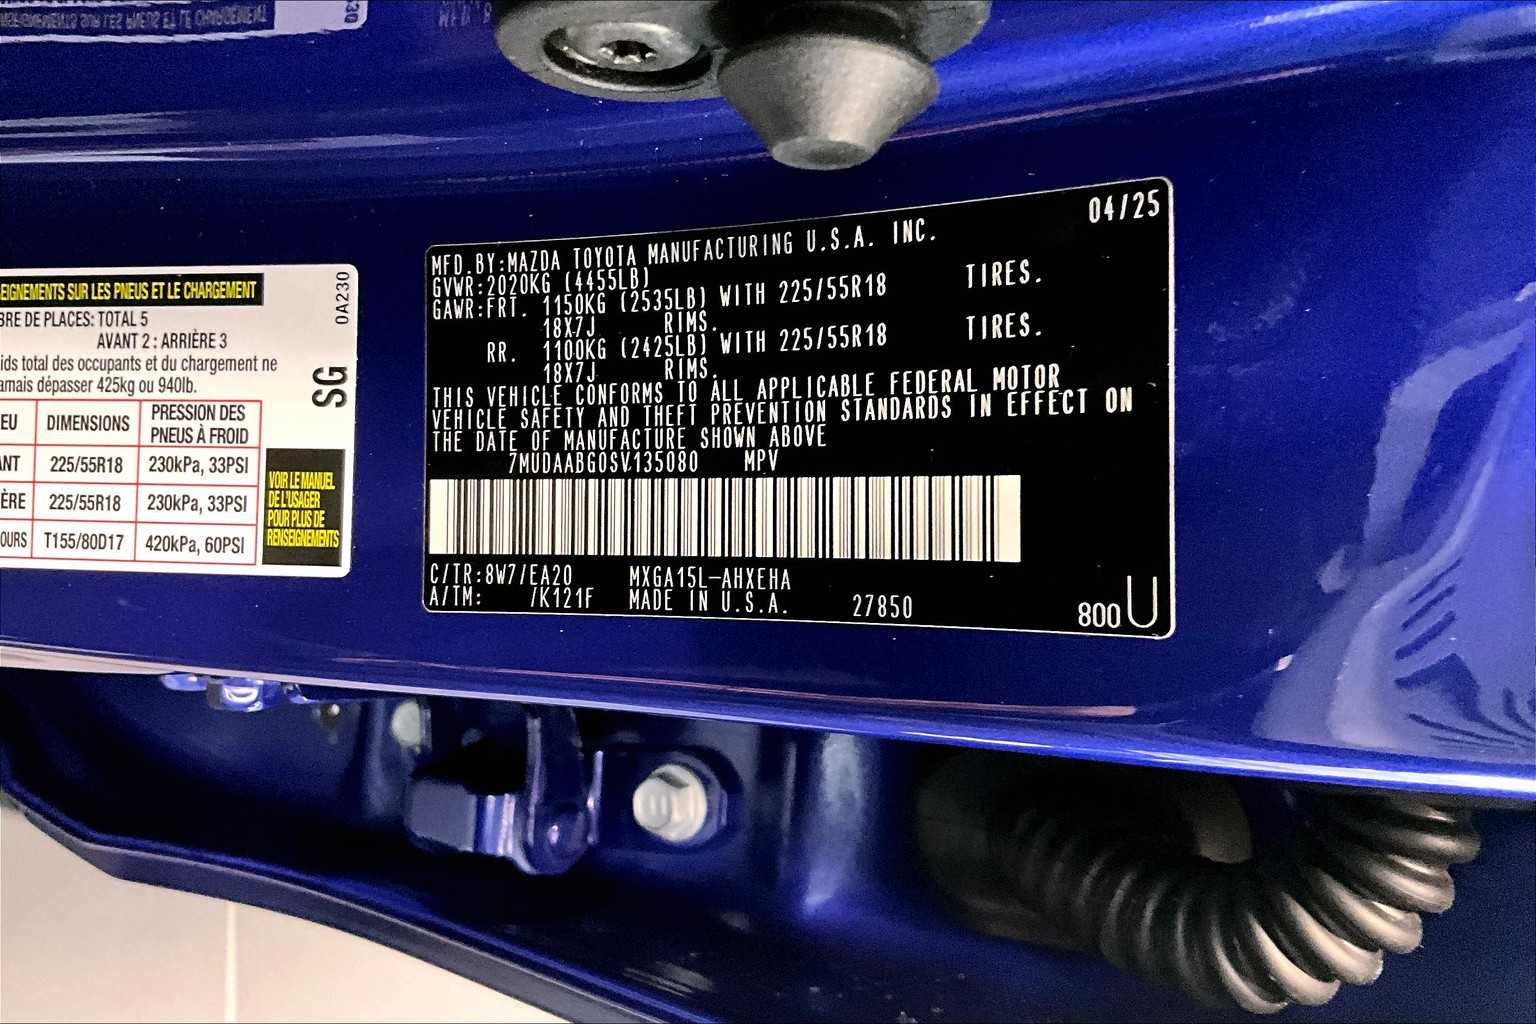 EIGNEMENTS SUR LES PNEUS ET LE CHARGEMENT
0A230
BRE DE PLACES: TOTAL 5
AVANT 2 : ARRIÈRE 3
ids total des occupants et du chargement ne
amais dépasser 425kg ou 940lb.
SG
EU DIMENSIONS PRESSION DES PNEUS À FROID
ANT 225/55R18 230kPa, 33PSI
ÈRE 225/55R18 230kPa, 33PSI
OURS T155/80D17 420kPa, 60PSI
VOIR LE MANUEL
DE L'USAGER
POUR PLUS DE
RENSEIGNEMENTS
04/25
MFD.BY:MAZDA TOYOTA MANUFACTURING U.S.A. INC.
GVWR:2020KG (4455LB)
GAWR:FRT. 1150KG (2535LB) WITH 225/55R18 TIRES.
18X7J RIMS.
RR. 1100KG (2425LB) WITH 225/55R18 TIRES.
18X7J RIMS.
THIS VEHICLE CONFORMS TO ALL APPLICABLE FEDERAL MOTOR
VEHICLE SAFETY AND THEFT PREVENTION STANDARDS IN EFFECT ON
THE DATE OF MANUFACTURE SHOWN ABOVE
7MUDAABG0SV135080 MPV
C/TR:8W7/EA20 MXGA15L-AHXEHA
A/TM: /K121F MADE IN U.S.A. 27850
800 U